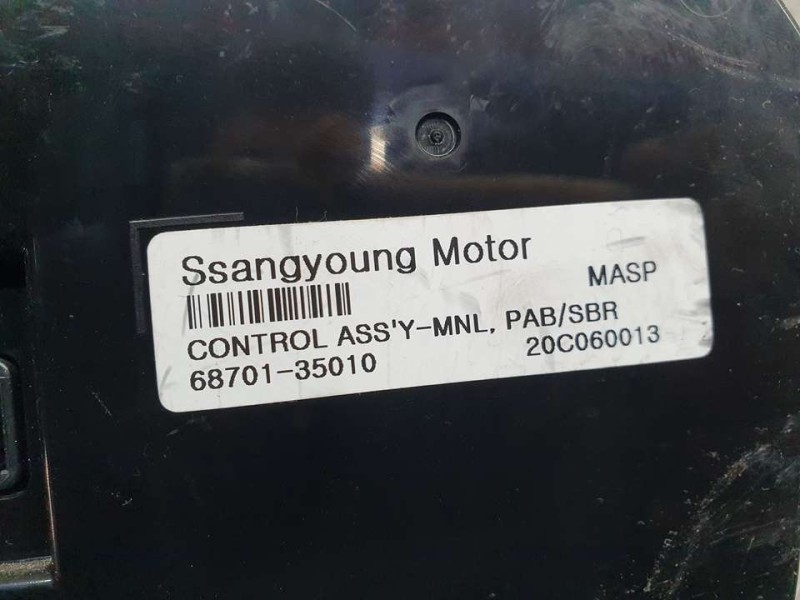 Ssangyoung Motor
MASP
CONTROL ASS'Y-MNL, PAB/SBR
68701-35010 20C060013